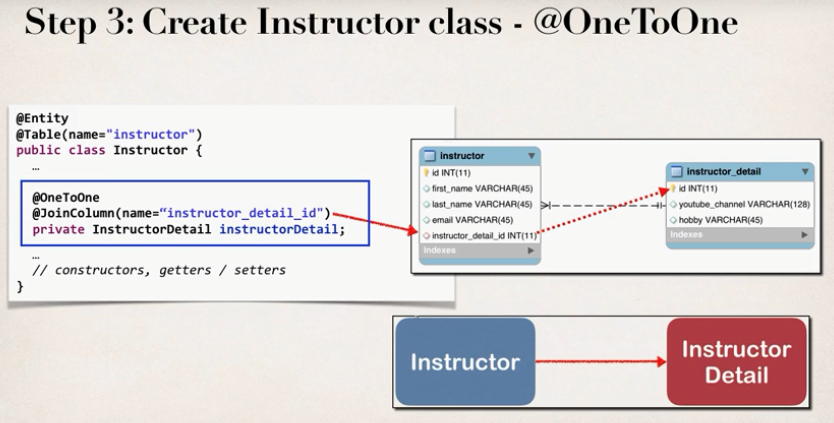 Step 3: Create Instructor class - @OneToOne
@Entity
@Table(name="instructor")
public class Instructor {
…
@OneToOne
@JoinColumn(name=“instructor_detail_id")
private InstructorDetail instructorDetail;
…
// constructors, getters / setters
}
instructor
id INT(11)
first_name VARCHAR(45)
last_name VARCHAR(45)
email VARCHAR(45)
instructor_detail_id INT(11)
Indexes
instructor_detail
id INT(11)
youtube_channel VARCHAR(128)
hobby VARCHAR(45)
Indexes
Instructor
Instructor
Detail